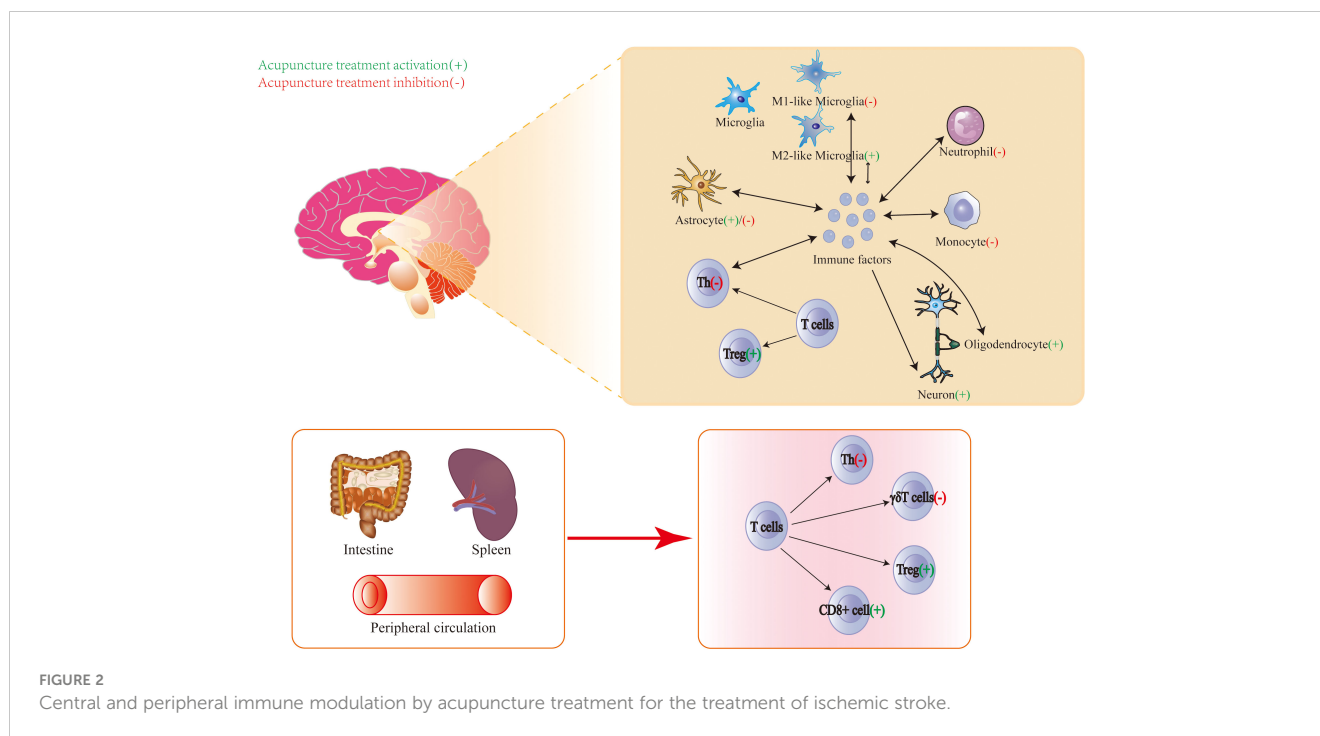 Acupuncture treatment activation(+)
Acupuncture treatment inhibition(-)
M1-like Microglia(-)
Microglia
M2-like Microglia(+)
Neutrophil(-)
Astrocyte(+)/(-)
Monocyte(-)
Immune factors
Th(-)
T cells
Treg(+)
Oligodendrocyte(+)
Neuron(+)
Intestine
Spleen
Peripheral circulation
Th(-)
γδT cells(-)
T cells
Treg(+)
CD8+ cell(+)
FIGURE 2
Central and peripheral immune modulation by acupuncture treatment for the treatment of ischemic stroke.